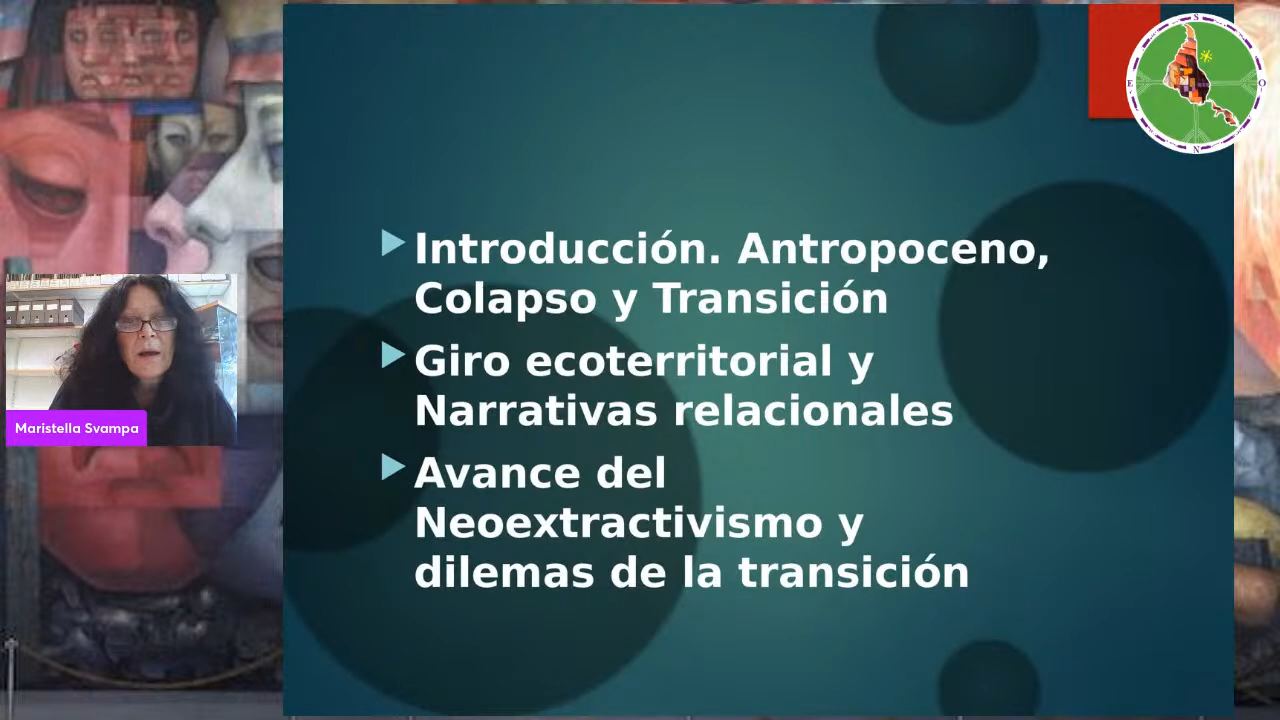 S
E
O
N
Introducción. Antropoceno,
Colapso y Transición
Giro ecoterritorial y
Narrativas relacionales
Avance del
Neoextractivismo y
dilemas de la transición
Maristella Svampa